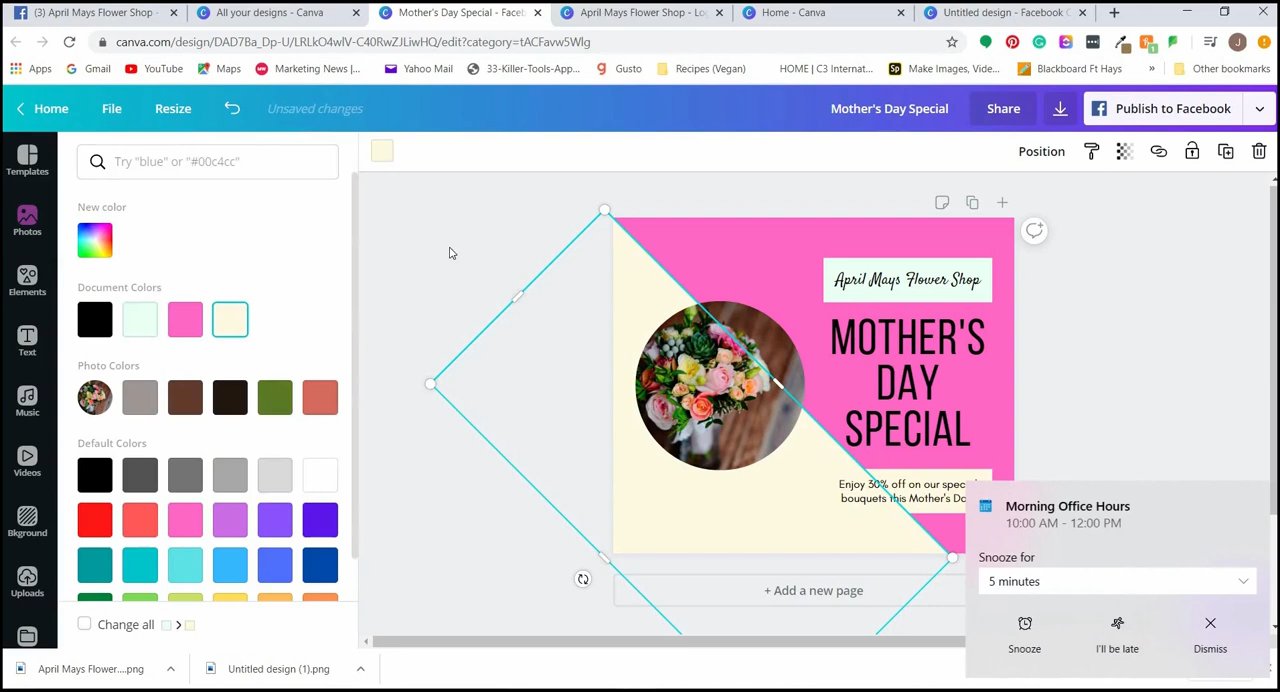 (3) April Mays Flower Shop -
All your designs - Canva
Mother's Day Special - Faceb
April Mays Flower Shop - Lo
Home - Canva
Untitled design - Facebook C
canva.com/design/DAD7Ba_Dp-U/LRLkO4wlV-C40RwZJLiwHQ/edit?category=tACFavw5Wlg
Apps
Gmail
YouTube
Maps
Marketing News |...
Yahoo Mail
33-Killer-Tools-App...
Gusto
Recipes (Vegan)
HOME | C3 Internat...
Make Images, Vide...
Blackboard Ft Hays
»
Other bookmarks
Home
File
Resize
Unsaved changes
Mother's Day Special
Share
Publish to Facebook
Templates
Photos
Elements
Text
Music
Videos
Bkground
Uploads
Try "blue" or "#00c4cc"
New color
Document Colors
Photo Colors
Default Colors
Change all
Position
April Mays Flower Shop
MOTHER'S
DAY
SPECIAL
Enjoy 30% off on our special
bouquets this Mother's Da
+ Add a new page
Morning Office Hours
10:00 AM - 12:00 PM
Snooze for
5 minutes
Snooze
I'll be late
Dismiss
April Mays Flower....png
Untitled design (1).png